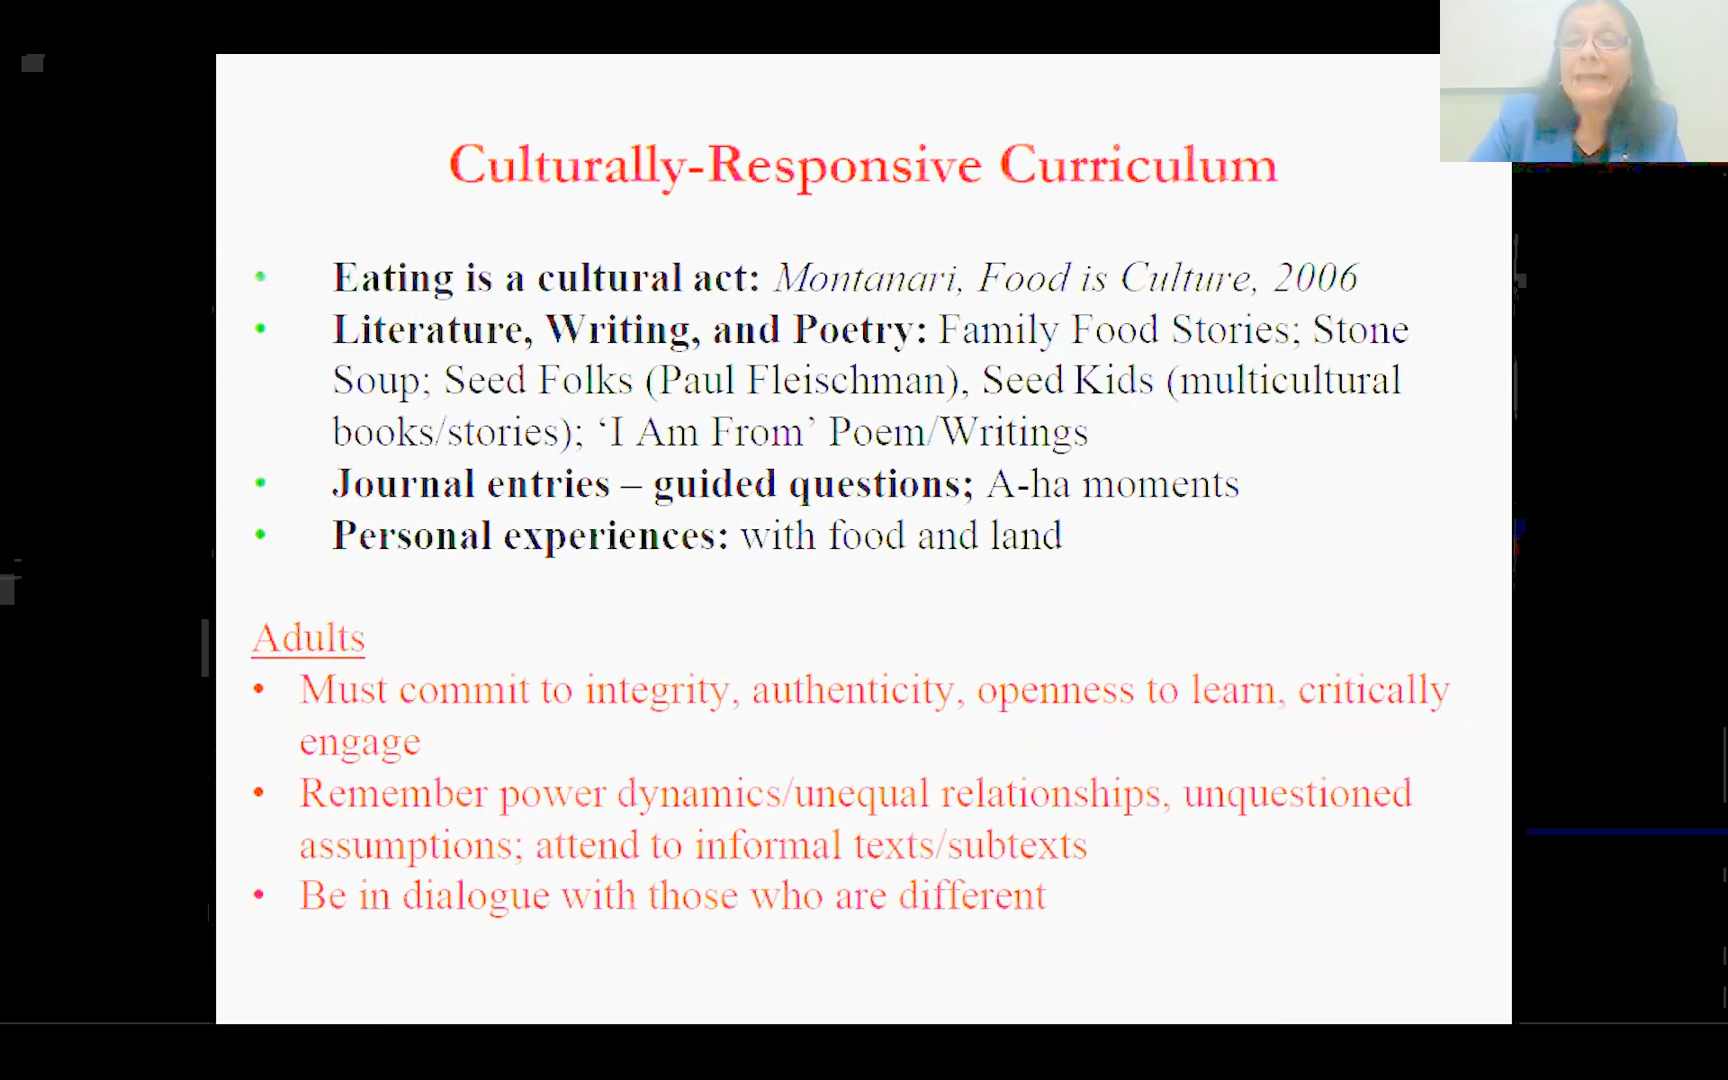 Culturally-Responsive Curriculum
• Eating is a cultural act: Montanari, Food is Culture, 2006
• Literature, Writing, and Poetry: Family Food Stories; Stone
Soup; Seed Folks (Paul Fleischman), Seed Kids (multicultural
books/stories); ‘I Am From’ Poem/Writings
• Journal entries – guided questions; A-ha moments
• Personal experiences: with food and land
Adults
• Must commit to integrity, authenticity, openness to learn, critically
engage
• Remember power dynamics/unequal relationships, unquestioned
assumptions; attend to informal texts/subtexts
• Be in dialogue with those who are different